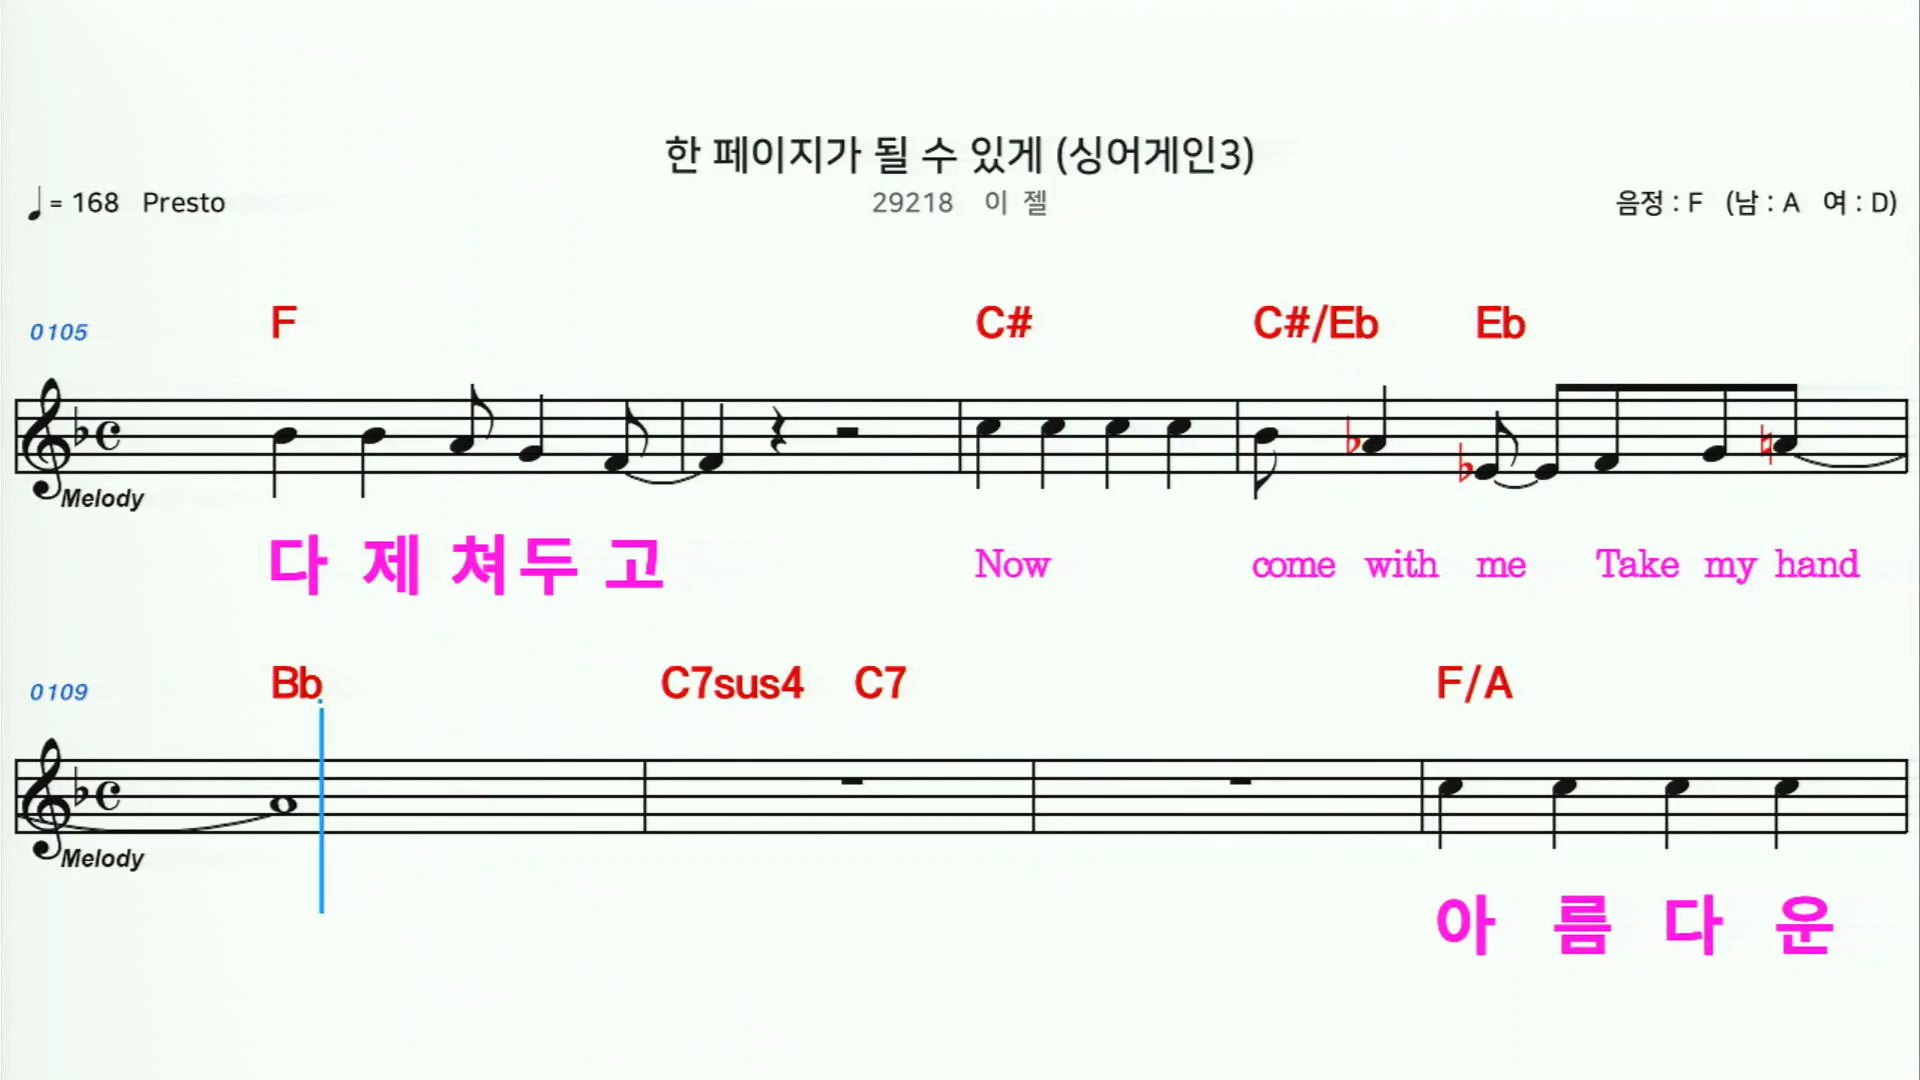 한 페이지가 될 수 있게 (싱어게인3)
♩= 168 Presto 29218 이 젤 음정 : F (남 : A 여 : D)
0105 F C# C#/Eb Eb
Melody
다 제 쳐두 고 Now come with me Take my hand
0109 Bb C7sus4 C7 F/A
Melody
아 름 다 운